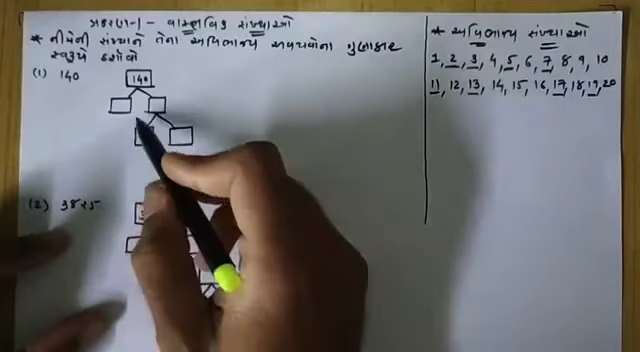 પ્રકરણ-1 - વાસ્તવિક સંખ્યાઓ
* નીચેની સંખ્યાને તેના અવિભાજ્ય અવયવોના ગુણાકાર
સ્વરૂપે દર્શાવો
(1) 140
140
(2) 3825
* અવિભાજ્ય સંખ્યાઓ
1, 2, 3, 4, 5, 6, 7, 8, 9, 10
11, 12, 13, 14, 15, 16, 17, 18, 19, 20